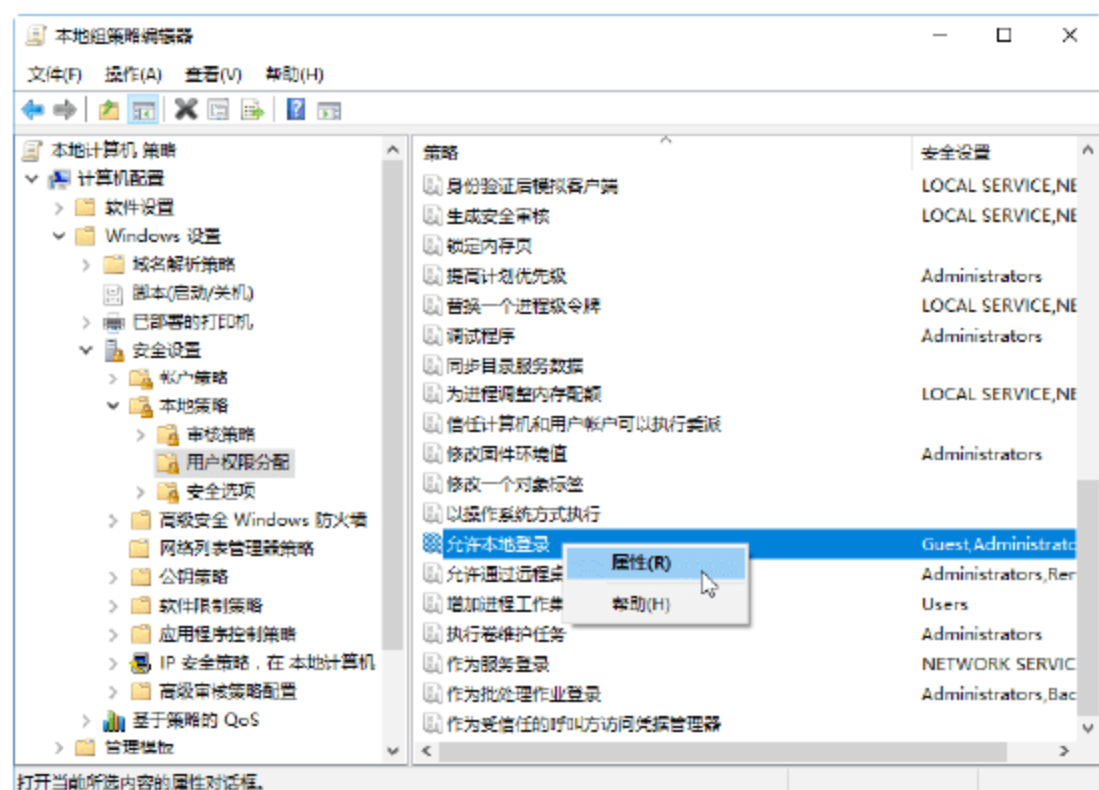 本地组策略编辑器
文件(F) 操作(A) 查看(V) 帮助(H)
本地计算机 策略
计算机配置
软件设置
Windows 设置
域名解析策略
脚本(启动/关机)
已部署的打印机
安全设置
帐户策略
本地策略
审核策略
用户权限分配
安全选项
高级安全 Windows 防火墙
网络列表管理器策略
公钥策略
软件限制策略
应用程序控制策略
IP 安全策略，在 本地计算机
高级审核策略配置
基于策略的 QoS
管理模板
策略 安全设置
身份验证后模拟客户端 LOCAL SERVICE,NE
生成安全审核 LOCAL SERVICE,NE
锁定内存页
提高计划优先级 Administrators
替换一个进程级令牌 LOCAL SERVICE,NE
调试程序 Administrators
同步目录服务数据
为进程调整内存配额 LOCAL SERVICE,NE
信任计算机和用户帐户可以执行委派
修改固件环境值 Administrators
修改一个对象标签
以操作系统方式执行
允许本地登录 Guest,Administrato
允许通过远程桌 Administrators,Rem
增加进程工作集 Users
执行卷维护任务 Administrators
作为服务登录 NETWORK SERVIC
作为批处理作业登录 Administrators,Bac
作为受信任的呼叫方访问凭据管理器
属性(R)
帮助(H)
打开当前所选内容的属性对话框。